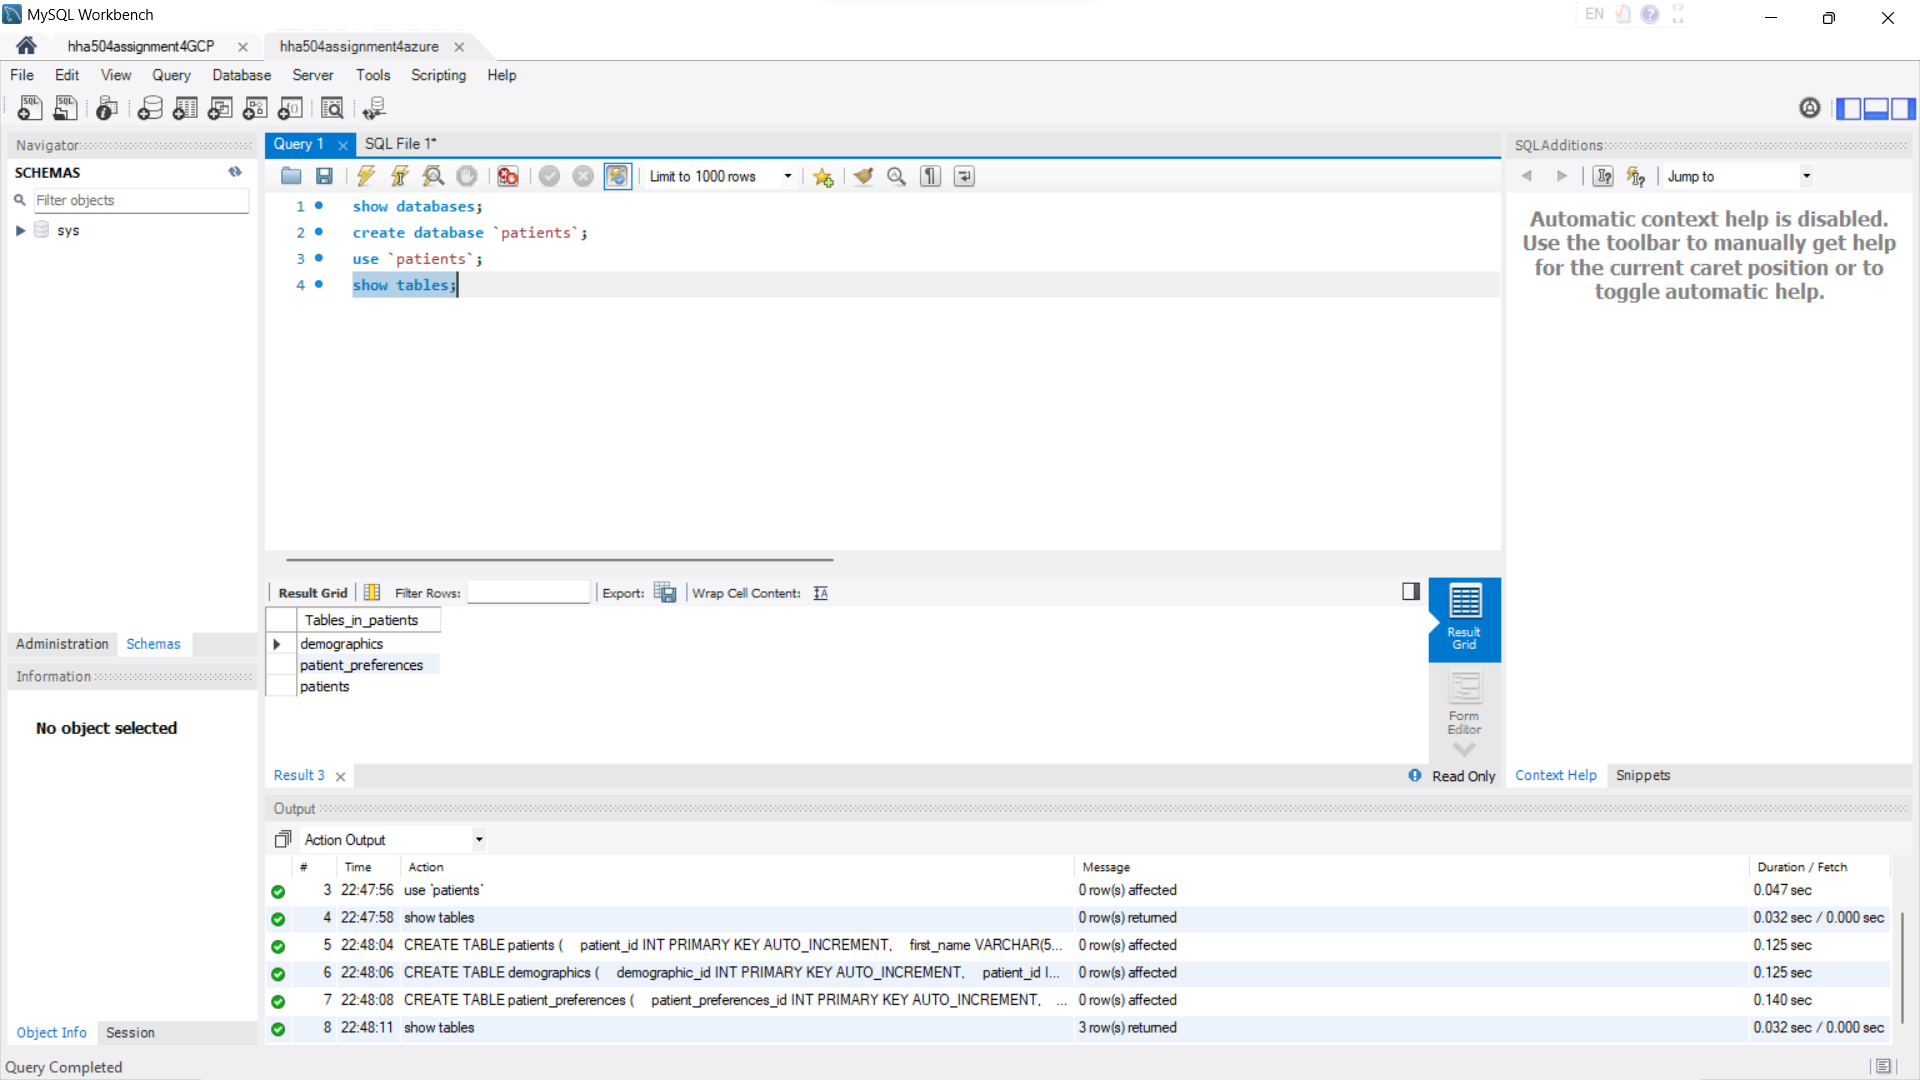 MySQL Workbench
EN
hha504assignment4GCP
hha504assignment4azure
File Edit View Query Database Server Tools Scripting Help
Navigator
SCHEMAS
Filter objects
sys
Administration Schemas
Information
No object selected
Object Info Session
Query 1 SQL File 1*
Limit to 1000 rows
1 show databases;
2 create database `patients`;
3 use `patients`;
4 show tables;
Result Grid Filter Rows: Export: Wrap Cell Content:
Tables_in_patients
demographics
patient_preferences
patients
Result Grid
Form Editor
Result 3
Read Only
SQLAdditions
Jump to
Automatic context help is disabled.
Use the toolbar to manually get help
for the current caret position or to
toggle automatic help.
Context Help Snippets
Output
Action Output
# Time Action Message Duration / Fetch
3 22:47:56 use `patients` 0 row(s) affected 0.047 sec
4 22:47:58 show tables 0 row(s) returned 0.032 sec / 0.000 sec
5 22:48:04 CREATE TABLE patients ( patient_id INT PRIMARY KEY AUTO_INCREMENT, first_name VARCHAR(5... 0 row(s) affected 0.125 sec
6 22:48:06 CREATE TABLE demographics ( demographic_id INT PRIMARY KEY AUTO_INCREMENT, patient_id I... 0 row(s) affected 0.125 sec
7 22:48:08 CREATE TABLE patient_preferences ( patient_preferences_id INT PRIMARY KEY AUTO_INCREMENT, ... 0 row(s) affected 0.140 sec
8 22:48:11 show tables 3 row(s) returned 0.032 sec / 0.000 sec
Query Completed